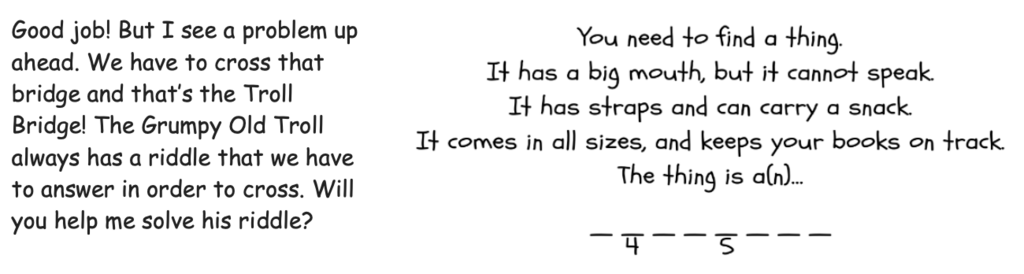 Good job! But I see a problem up
ahead. We have to cross that
bridge and that's the Troll
Bridge! The Grumpy Old Troll
always has a riddle that we have
to answer in order to cross. Will
you help me solve his riddle?
You need to find a thing.
It has a big mouth, but it cannot speak.
It has straps and can carry a snack.
It comes in all sizes, and keeps your books on track.
The thing is a(n)...
_ _ _ _ _ _ _ _
4 5